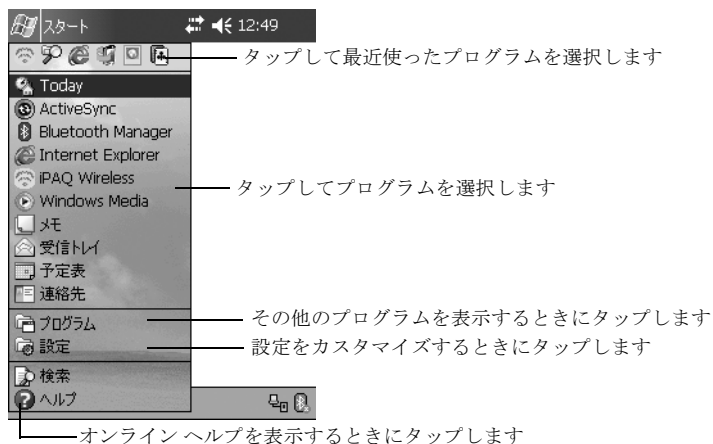 スタート 12:49
タップして最近使ったプログラムを選択します
Today
ActiveSync
Bluetooth Manager
Internet Explorer
iPAQ Wireless
タップしてプログラムを選択します
Windows Media
メモ
受信トレイ
予定表
連絡先
プログラム
その他のプログラムを表示するときにタップします
設定
設定をカスタマイズするときにタップします
検索
ヘルプ
オンライン ヘルプを表示するときにタップします